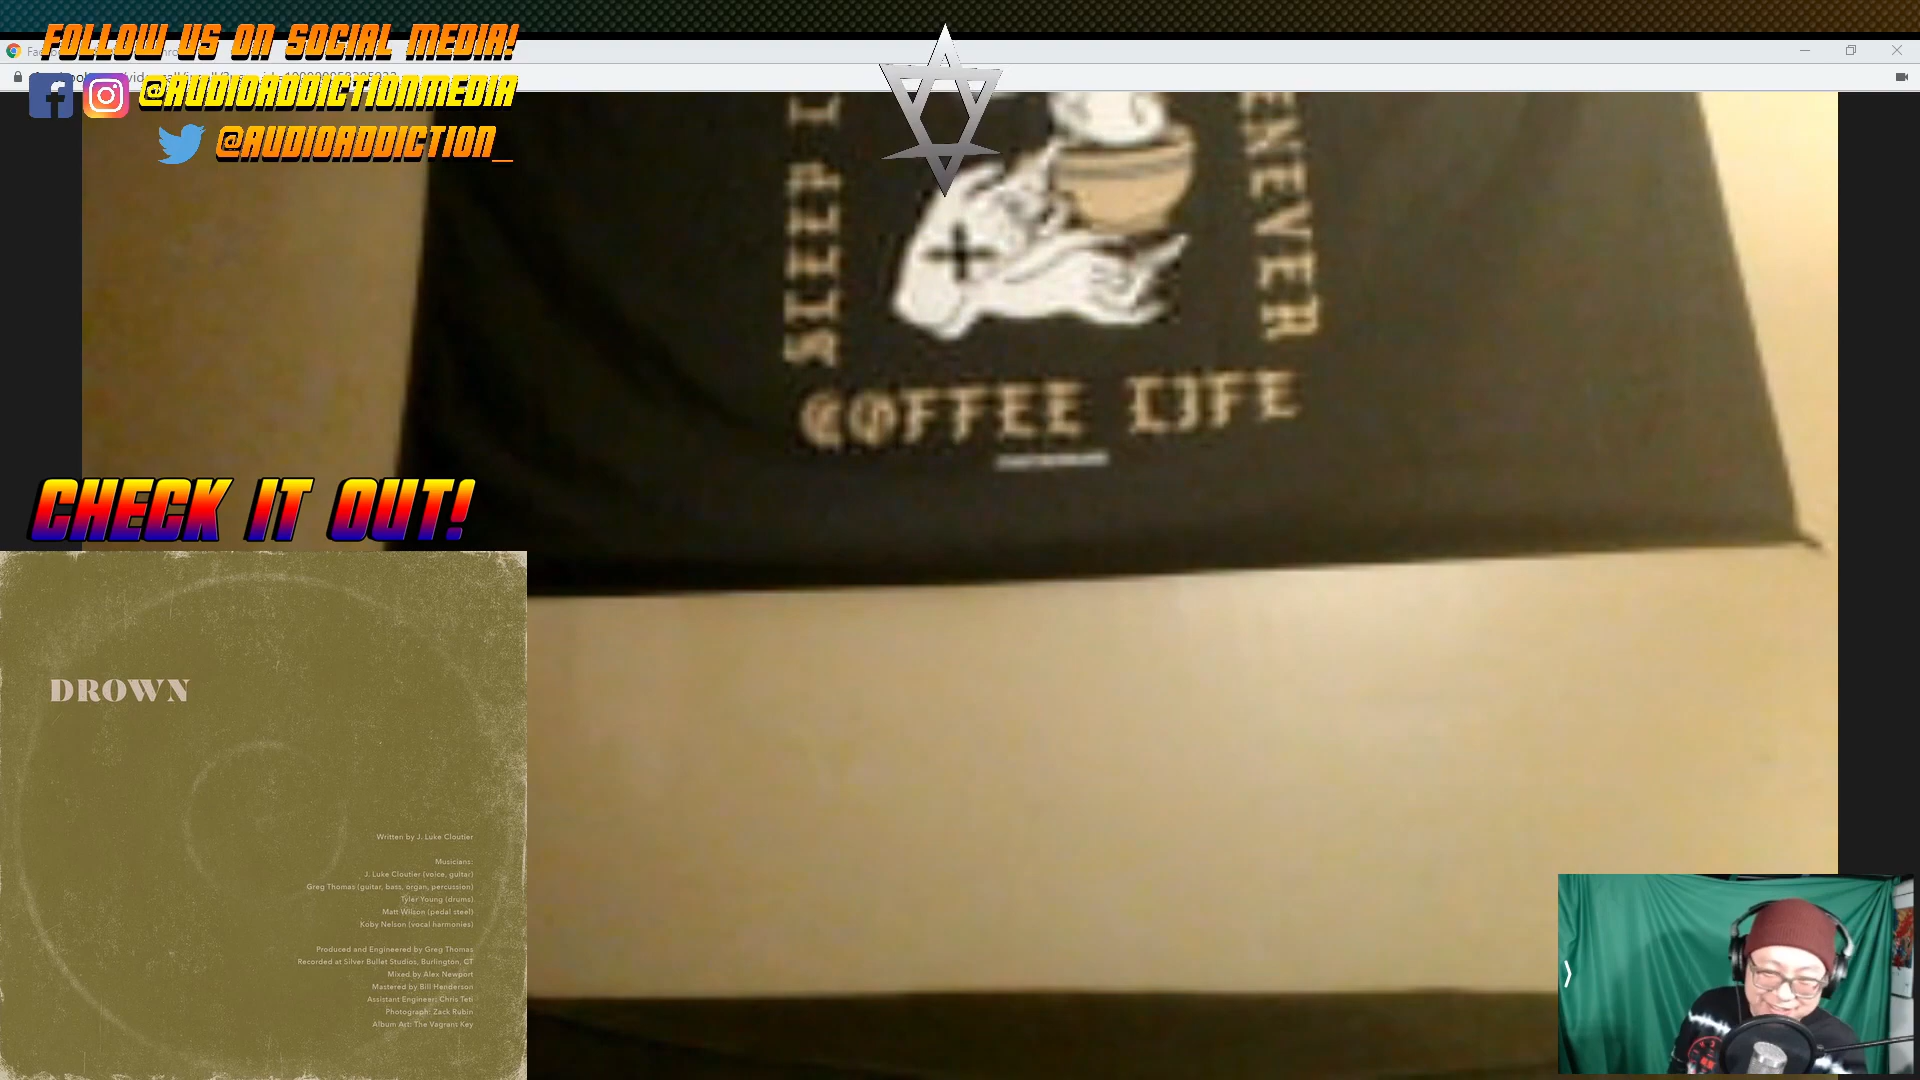 FOLLOW US ON SOCIAL MEDIA!
@AUDIOADDICTIONMEDIA
@AUDIOADDICTION_
SLEEP
NEVER
COFFEE LIFE
CHECK IT OUT!
DROWN
Written by J. Luke Cloutier
Musicians:
J. Luke Cloutier (voice, guitar)
Greg Thomas (guitar, bass, organ, percussion)
Tyler Young (drums)
Matt Wilson (pedal steel)
Koby Nelson (vocal harmonies)
Produced and Engineered by Greg Thomas
Recorded at Silver Bullet Studios, Burlington, CT
Mixed by Alex Newport
Mastered by Bill Henderson
Assistant Engineer: Chris Teti
Photograph: Zack Rubin
Album Art: The Vagrant Key